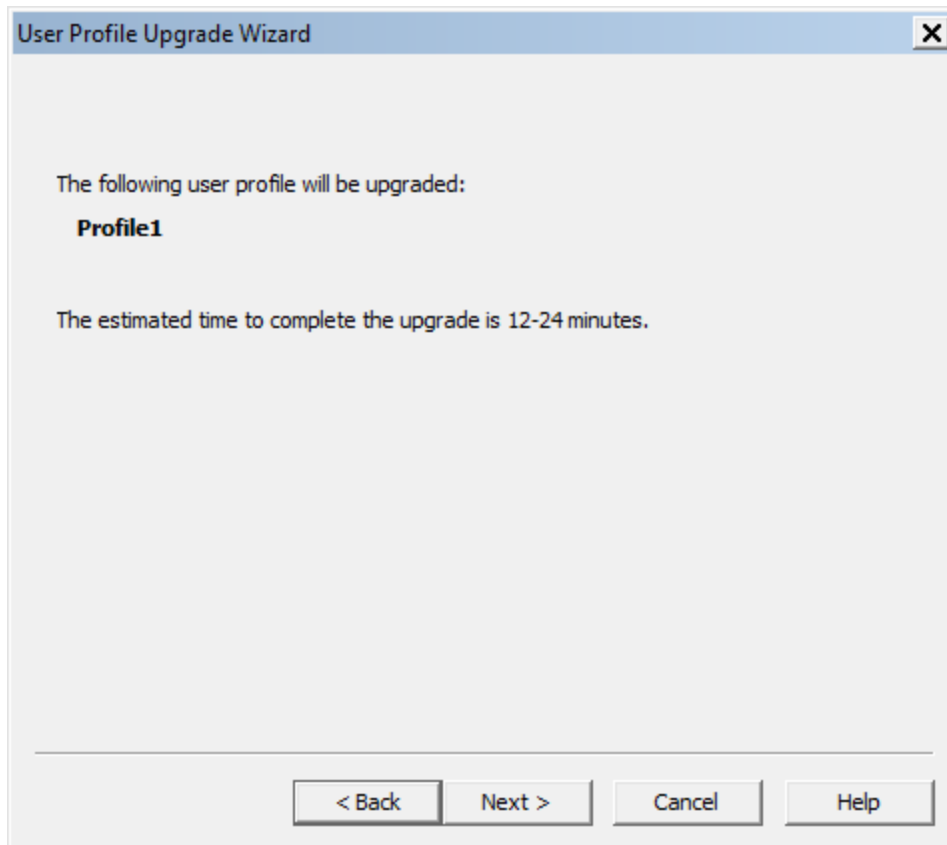 User Profile Upgrade Wizard
The following user profile will be upgraded:
Profile1
The estimated time to complete the upgrade is 12-24 minutes.
< Back Next > Cancel Help